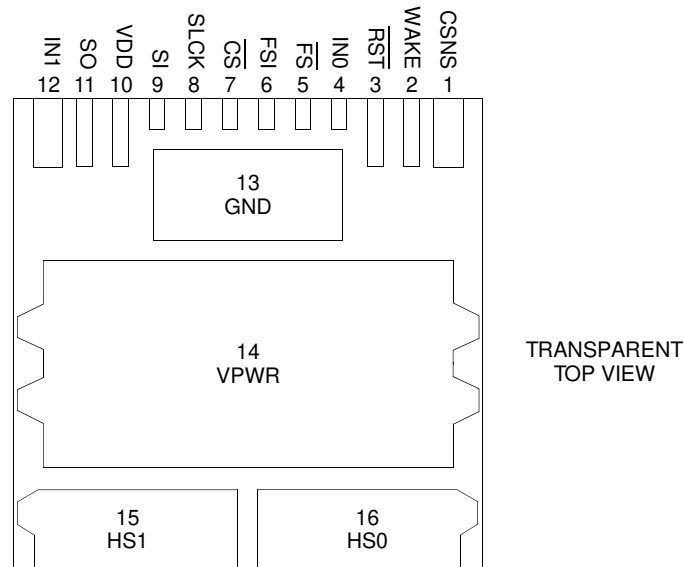 IN1 SO VDD SI SLCK CS FSI FS IN0 RST WAKE CSNS
12 11 10 9 8 7 6 5 4 3 2 1
13
GND
14
VPWR
TRANSPARENT
TOP VIEW
15
HS1
16
HS0